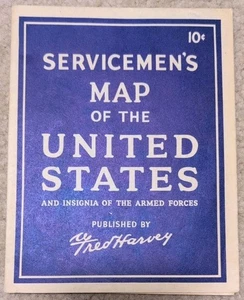 10¢
SERVICEMEN'S
MAP
OF THE
UNITED
STATES
AND INSIGNIA OF THE ARMED FORCES
PUBLISHED BY
Fred Harvey